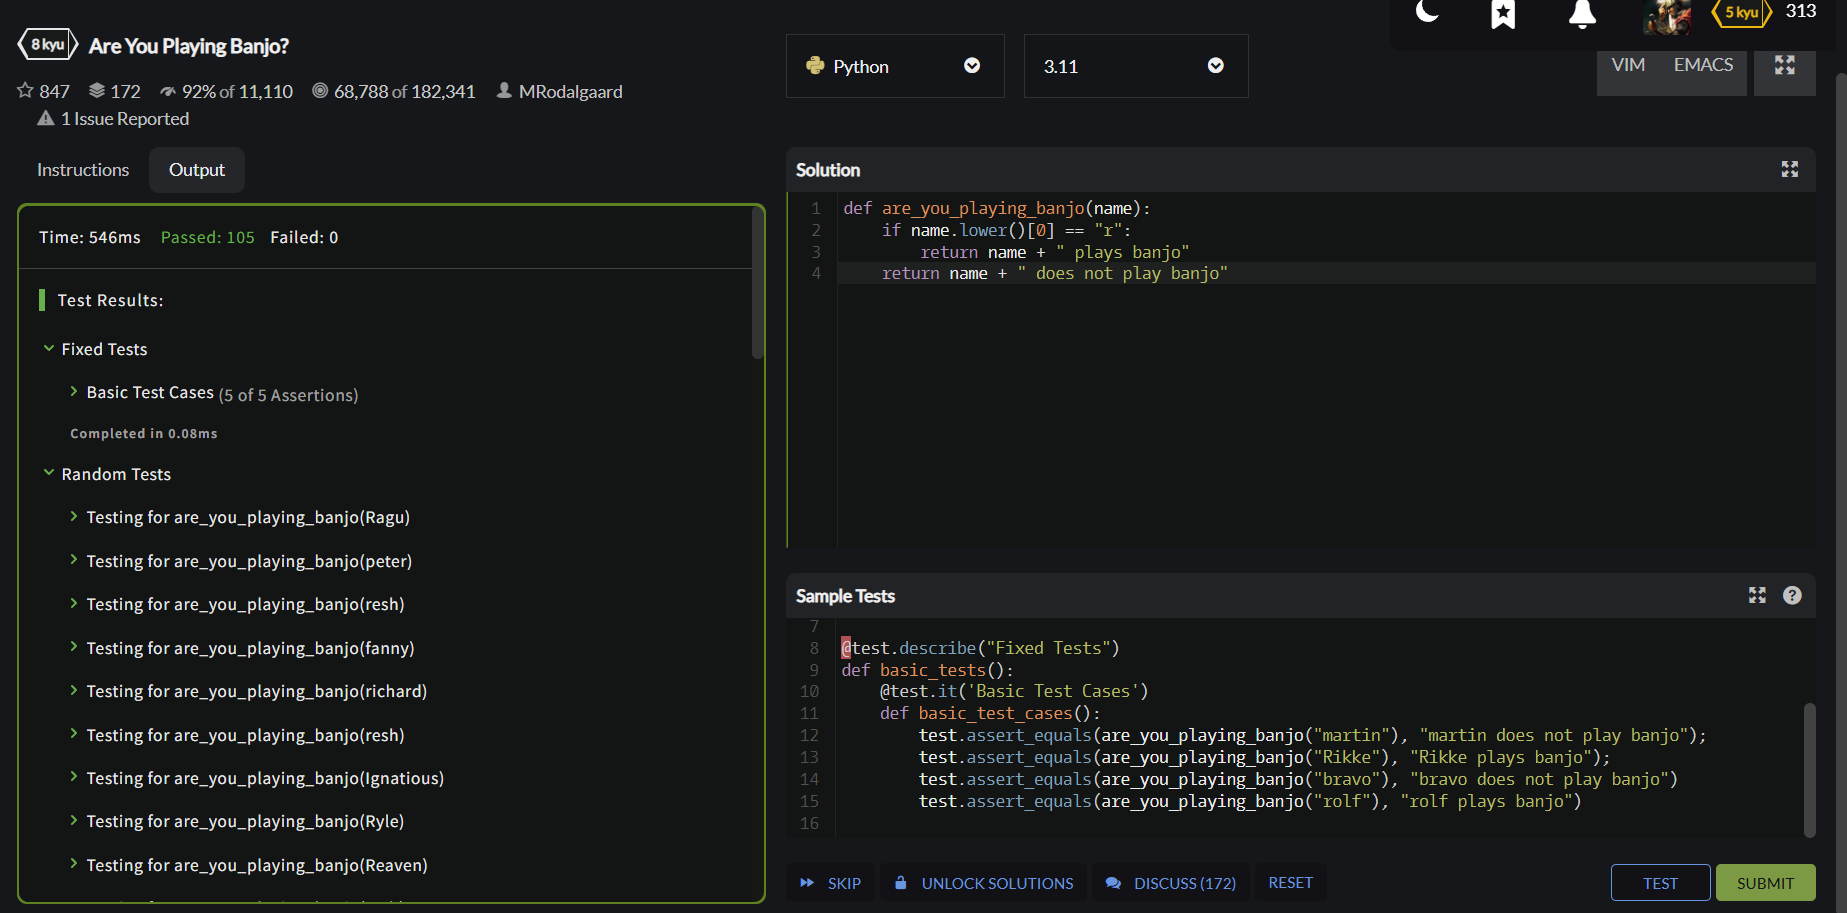 8 kyu Are You Playing Banjo?
847 172 92% of 11,110 68,788 of 182,341 MRodalgaard
1 Issue Reported
Instructions Output
Time: 546ms Passed: 105 Failed: 0
Test Results:
Fixed Tests
Basic Test Cases (5 of 5 Assertions)
Completed in 0.08ms
Random Tests
Testing for are_you_playing_banjo(Ragu)
Testing for are_you_playing_banjo(peter)
Testing for are_you_playing_banjo(resh)
Testing for are_you_playing_banjo(fanny)
Testing for are_you_playing_banjo(richard)
Testing for are_you_playing_banjo(resh)
Testing for are_you_playing_banjo(Ignatious)
Testing for are_you_playing_banjo(Ryle)
Testing for are_you_playing_banjo(Reaven)
5 kyu 313
Python 3.11 VIM EMACS
Solution
1 def are_you_playing_banjo(name):
2 if name.lower()[0] == "r":
3 return name + " plays banjo"
4 return name + " does not play banjo"
Sample Tests ?
7
8 @test.describe("Fixed Tests")
9 def basic_tests():
10 @test.it('Basic Test Cases')
11 def basic_test_cases():
12 test.assert_equals(are_you_playing_banjo("martin"), "martin does not play banjo");
13 test.assert_equals(are_you_playing_banjo("Rikke"), "Rikke plays banjo");
14 test.assert_equals(are_you_playing_banjo("bravo"), "bravo does not play banjo")
15 test.assert_equals(are_you_playing_banjo("rolf"), "rolf plays banjo")
16
SKIP UNLOCK SOLUTIONS DISCUSS (172) RESET TEST SUBMIT